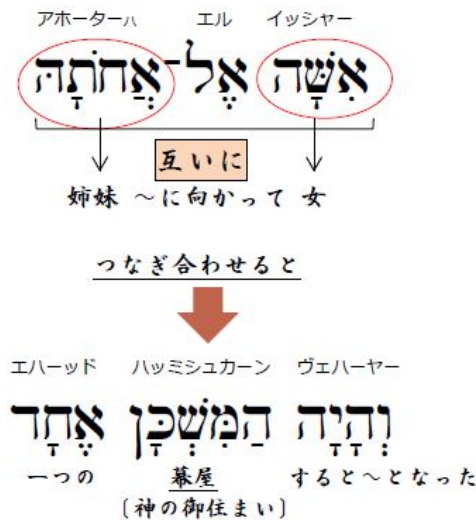 アホーターハ エル イッシャー
אִשָּׁה אֶל־אֲחֹתָהּ
互いに
姉妹 ～に向かって 女
つなぎ合わせると
エハーッド ハッミシュカーン ヴェハーヤー
וְהָיָה הַמִּשְׁכָּן אֶחָד
一つの 幕屋 すると～となった
〔神の御住まい〕